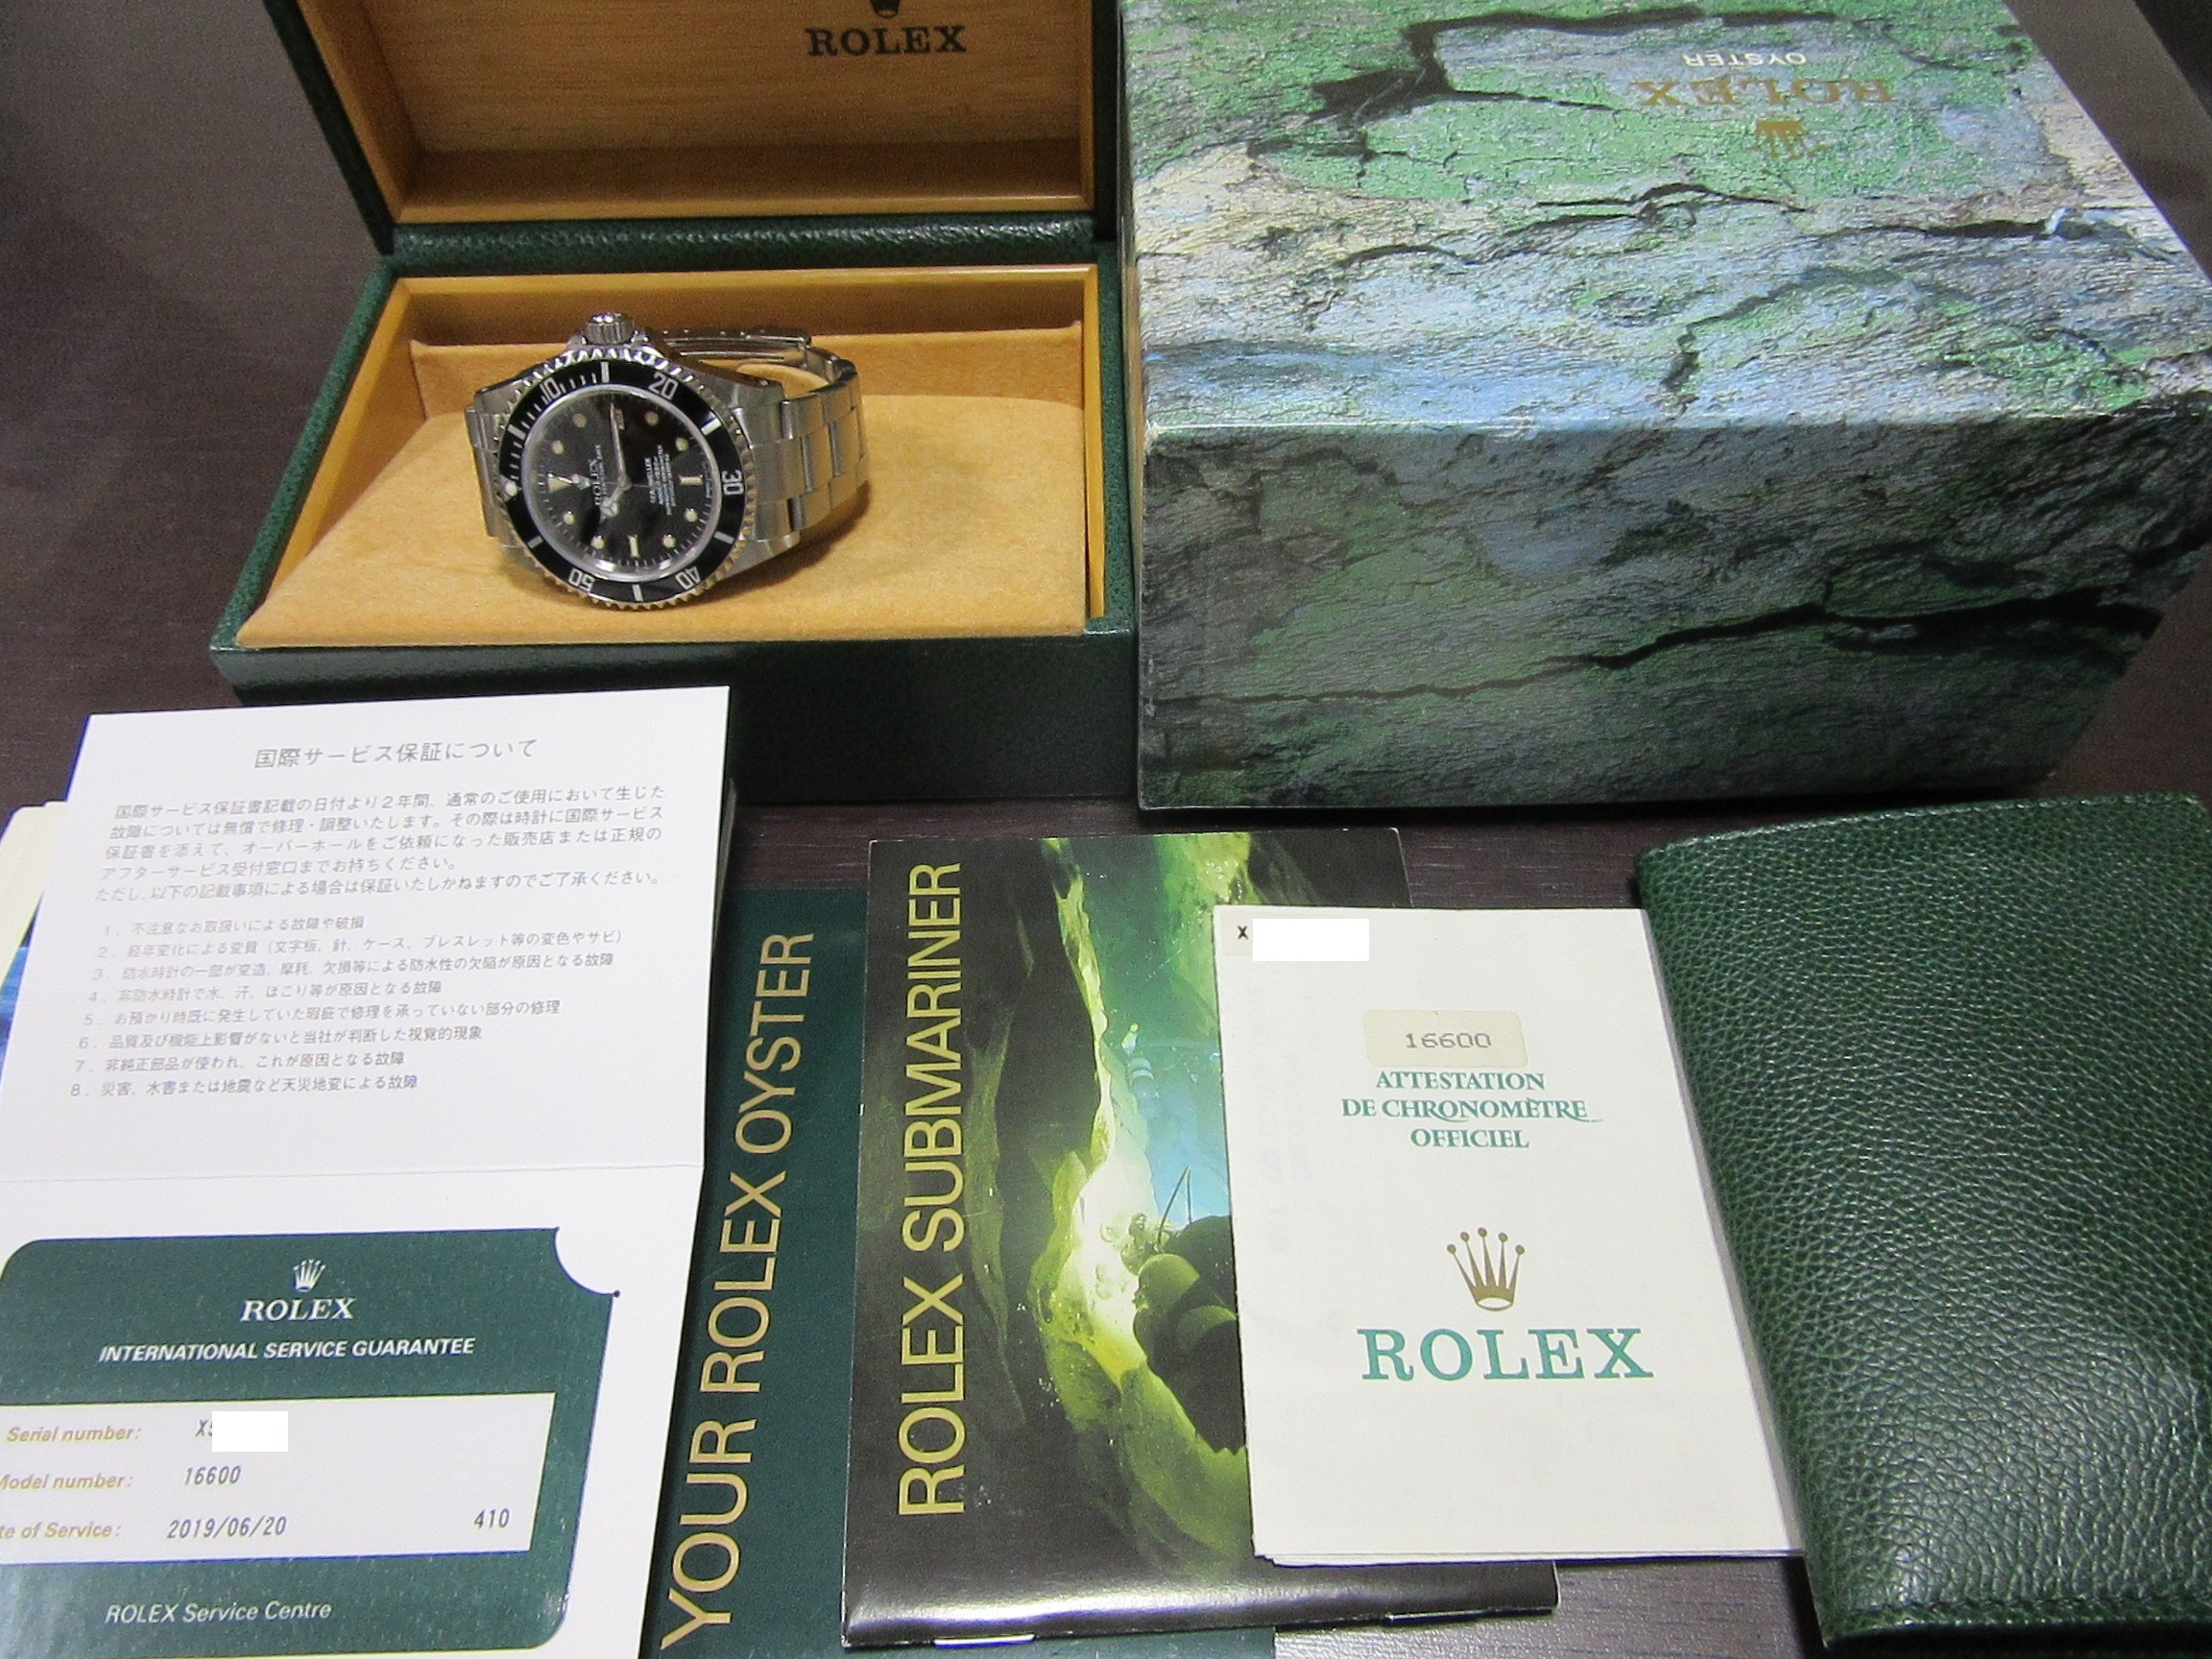 ROLEX
ROLEX
OYSTER
10
20
30
40
50
ROLEX
国際サービス保証について
国際サービス保証書記載の日付より2年間、通常のご使用において生じた
故障については無償で修理・調整いたします。その際は時計に国際サービス
保証書を添えて、オーバーホールをご依頼になった販売店または正規の
アフターサービス受付窓口までお持ちください。
ただし、以下の記載事項による場合は保証いたしかねますのでご了承ください。
1. 不注意なお取扱いによる故障や破損
2. 経年変化による変質(文字板、針、ケース、ブレスレット等の変色やサビ)
3. 防水時計の一部が変造、摩耗、欠損等による防水性の欠陥が原因となる故障
4. 非防水時計で水、汗、ほこり等が原因となる故障
5. お預かり時既に発生していた瑕疵で修理を承っていない部分の修理
6. 品質及び機能上影響がないと当社が判断した視覚的現象
7. 非純正部品が使われ、これが原因となる故障
8. 災害、水害または地震など天災地変による故障
ROLEX
INTERNATIONAL SERVICE GUARANTEE
Serial number: X
Model number: 16600
te of Service: 2019/06/20 410
ROLEX Service Centre
YOUR ROLEX OYSTER
ROLEX SUBMARINER
X
16600
ATTESTATION
DE CHRONOMÈTRE
OFFICIEL
ROLEX